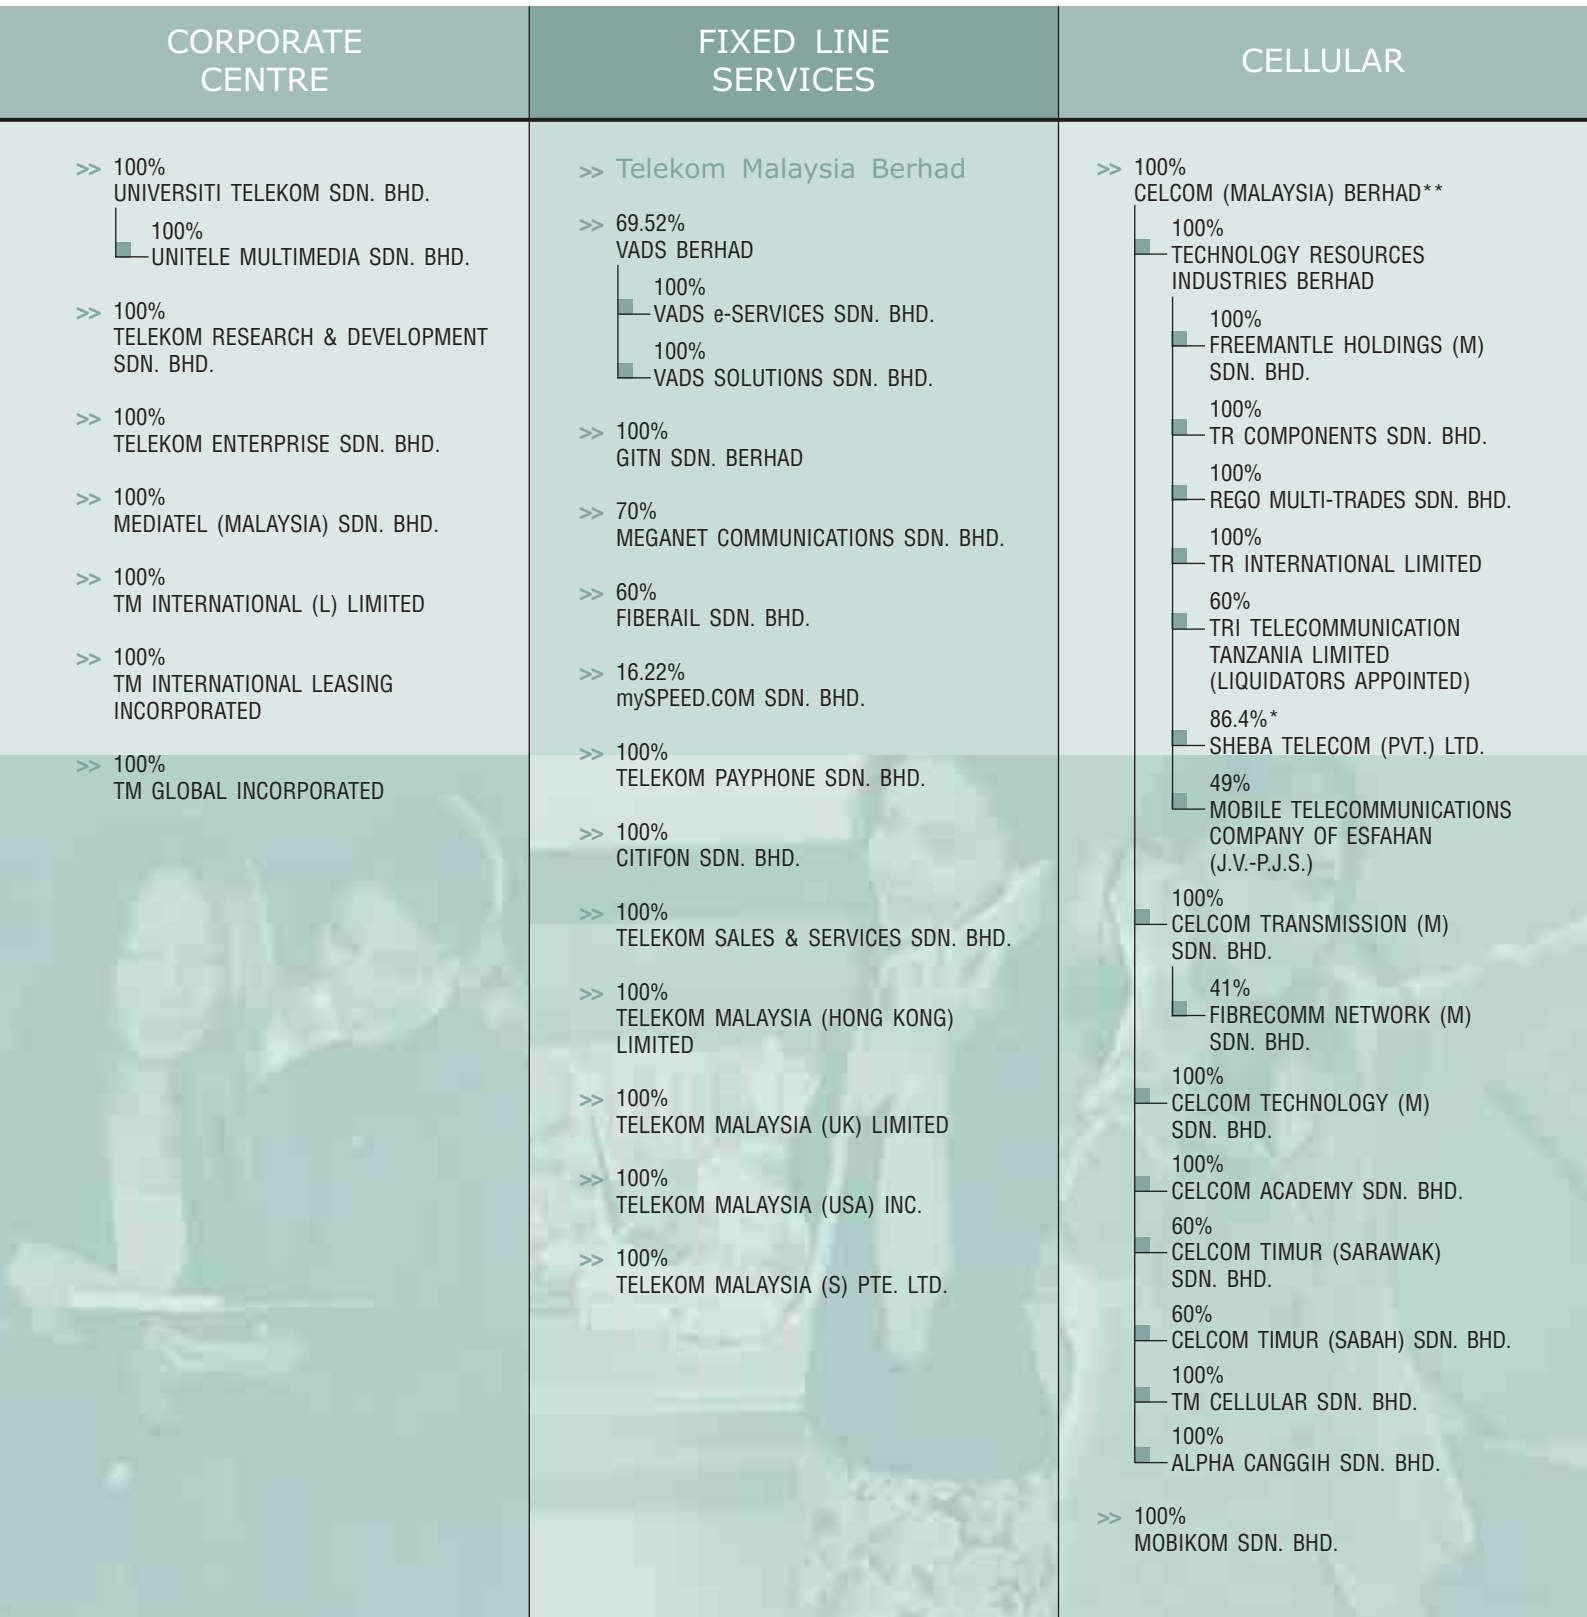 CORPORATE
CENTRE
>> 100%
UNIVERSITI TELEKOM SDN. BHD.
100%
UNITELE MULTIMEDIA SDN. BHD.
>> 100%
TELEKOM RESEARCH & DEVELOPMENT
SDN. BHD.
>> 100%
TELEKOM ENTERPRISE SDN. BHD.
>> 100%
MEDIATEL (MALAYSIA) SDN. BHD.
>> 100%
TM INTERNATIONAL (L) LIMITED
>> 100%
TM INTERNATIONAL LEASING
INCORPORATED
>> 100%
TM GLOBAL INCORPORATED
FIXED LINE
SERVICES
>> Telekom Malaysia Berhad
>> 69.52%
VADS BERHAD
100%
VADS e-SERVICES SDN. BHD.
100%
VADS SOLUTIONS SDN. BHD.
>> 100%
GITN SDN. BERHAD
>> 70%
MEGANET COMMUNICATIONS SDN. BHD.
>> 60%
FIBERAIL SDN. BHD.
>> 16.22%
mySPEED.COM SDN. BHD.
>> 100%
TELEKOM PAYPHONE SDN. BHD.
>> 100%
CITIFON SDN. BHD.
>> 100%
TELEKOM SALES & SERVICES SDN. BHD.
>> 100%
TELEKOM MALAYSIA (HONG KONG)
LIMITED
>> 100%
TELEKOM MALAYSIA (UK) LIMITED
>> 100%
TELEKOM MALAYSIA (USA) INC.
>> 100%
TELEKOM MALAYSIA (S) PTE. LTD.
CELLULAR
>> 100%
CELCOM (MALAYSIA) BERHAD**
100%
TECHNOLOGY RESOURCES
INDUSTRIES BERHAD
100%
FREEMANTLE HOLDINGS (M)
SDN. BHD.
100%
TR COMPONENTS SDN. BHD.
100%
REGO MULTI-TRADES SDN. BHD.
100%
TR INTERNATIONAL LIMITED
60%
TRI TELECOMMUNICATION
TANZANIA LIMITED
(LIQUIDATORS APPOINTED)
86.4%*
SHEBA TELECOM (PVT.) LTD.
49%
MOBILE TELECOMMUNICATIONS
COMPANY OF ESFAHAN
(J.V.-P.J.S.)
100%
CELCOM TRANSMISSION (M)
SDN. BHD.
41%
FIBRECOMM NETWORK (M)
SDN. BHD.
100%
CELCOM TECHNOLOGY (M)
SDN. BHD.
100%
CELCOM ACADEMY SDN. BHD.
60%
CELCOM TIMUR (SARAWAK)
SDN. BHD.
60%
CELCOM TIMUR (SABAH) SDN. BHD.
100%
TM CELLULAR SDN. BHD.
100%
ALPHA CANGGIH SDN. BHD.
>> 100%
MOBIKOM SDN. BHD.